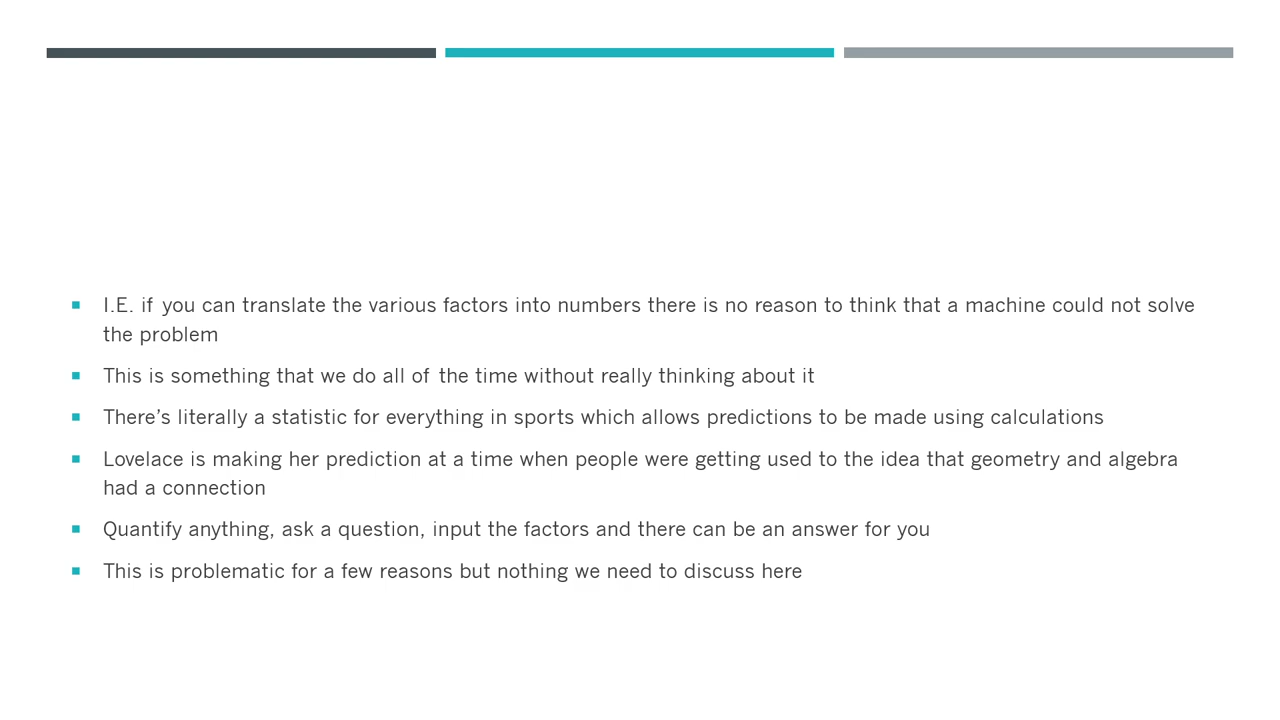 I.E. if you can translate the various factors into numbers there is no reason to think that a machine could not solve
the problem
This is something that we do all of the time without really thinking about it
There’s literally a statistic for everything in sports which allows predictions to be made using calculations
Lovelace is making her prediction at a time when people were getting used to the idea that geometry and algebra
had a connection
Quantify anything, ask a question, input the factors and there can be an answer for you
This is problematic for a few reasons but nothing we need to discuss here